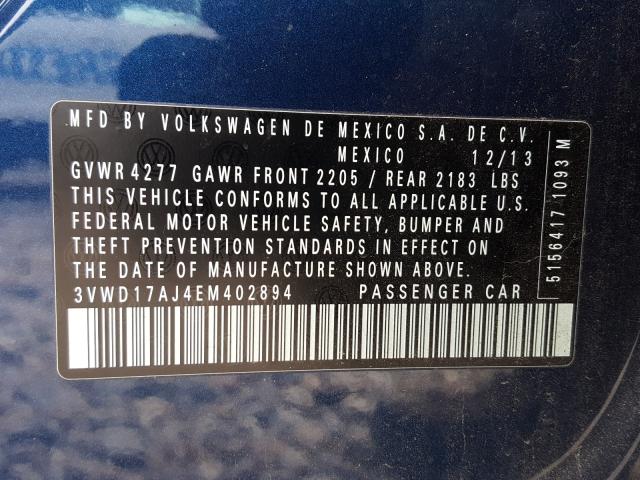 MFD BY VOLKSWAGEN DE MEXICO S.A. DE C.V.
MEXICO 12/13
GVWR 4277 GAWR FRONT 2205 / REAR 2183 LBS
THIS VEHICLE CONFORMS TO ALL APPLICABLE U.S.
FEDERAL MOTOR VEHICLE SAFETY, BUMPER AND
THEFT PREVENTION STANDARDS IN EFFECT ON
THE DATE OF MANUFACTURE SHOWN ABOVE.
3VWD17AJ4EM402894 PASSENGER CAR
5156417 1093 M